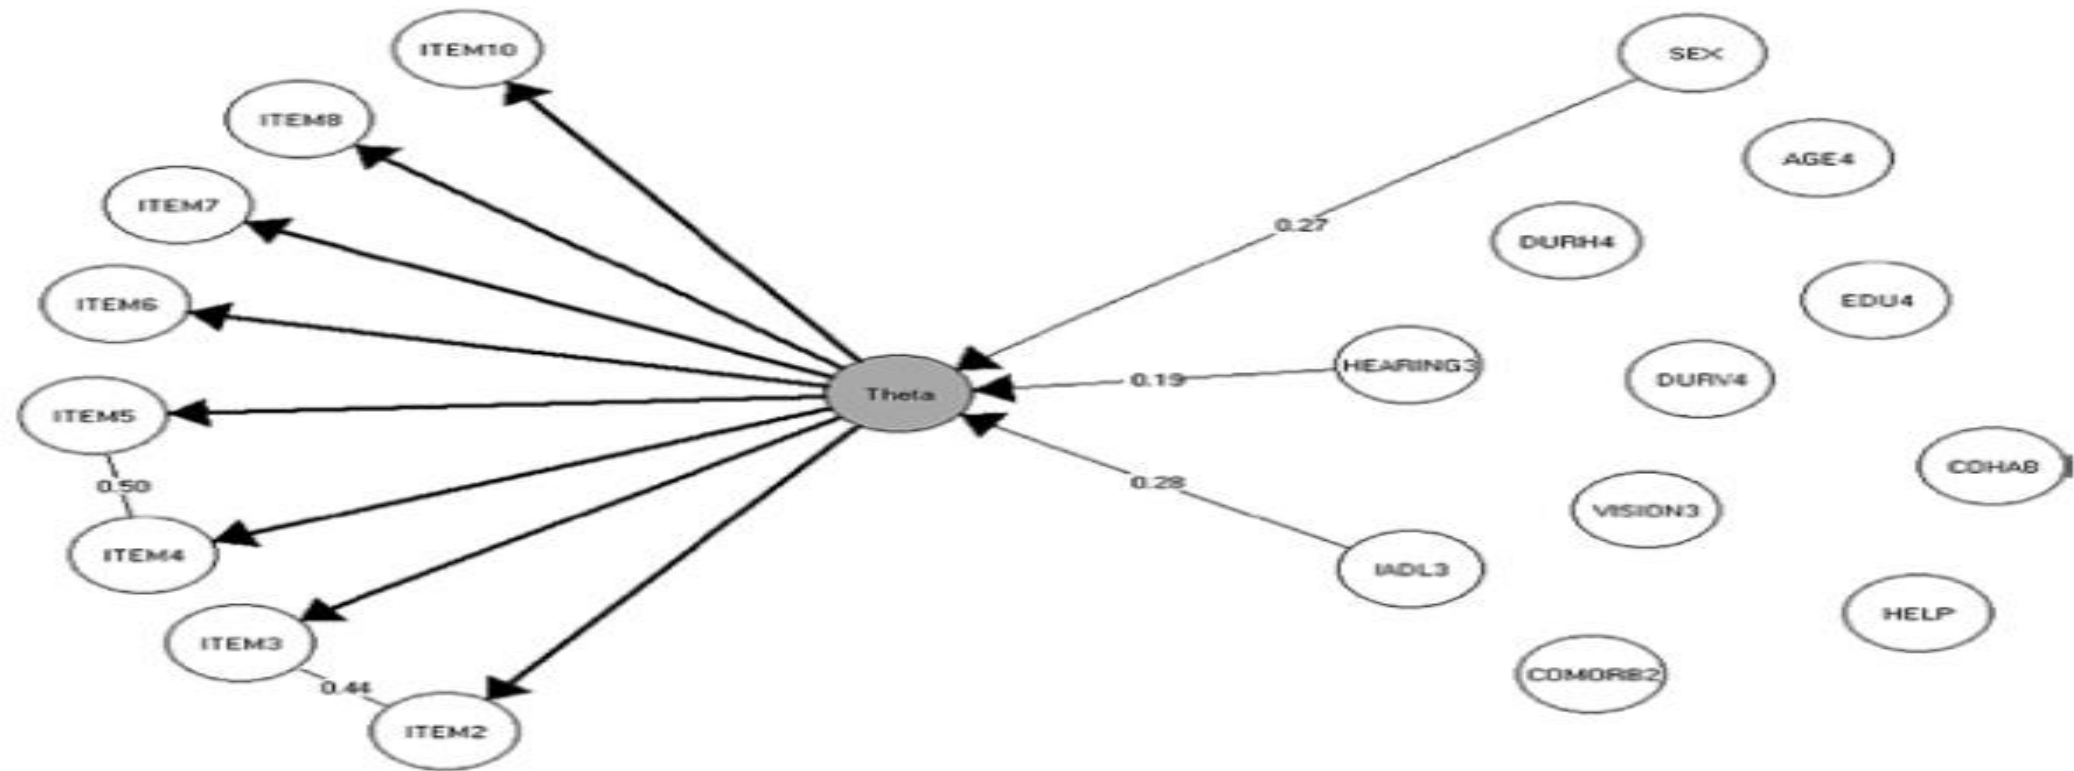 ITEM10
SEX
ITEM8
AGE4
ITEM7
0.27
DURH4
ITEM6
EDU4
HEARING3
0.19
DURV4
Theta
ITEM5
COHAB
0.50
0.28
VISION3
ITEM4
IADL3
HELP
ITEM3
COMORB2
0.44
ITEM2